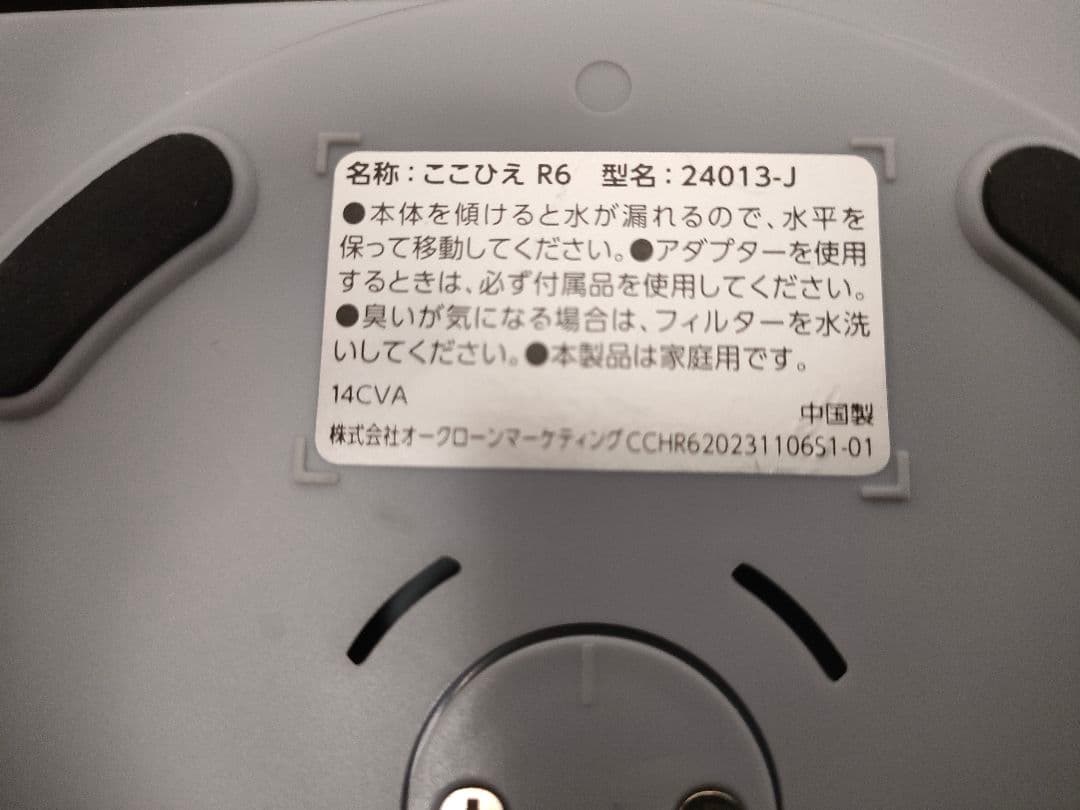 名称：ここひえ R6　型名：24013-J
●本体を傾けると水が漏れるので、水平を
保って移動してください。●アダプターを使用
するときは、必ず付属品を使用してください。
●臭いが気になる場合は、フィルターを水洗
いしてください。●本製品は家庭用です。
14CVA
中国製
株式会社オークローンマーケティング CCHR620231106S1-01